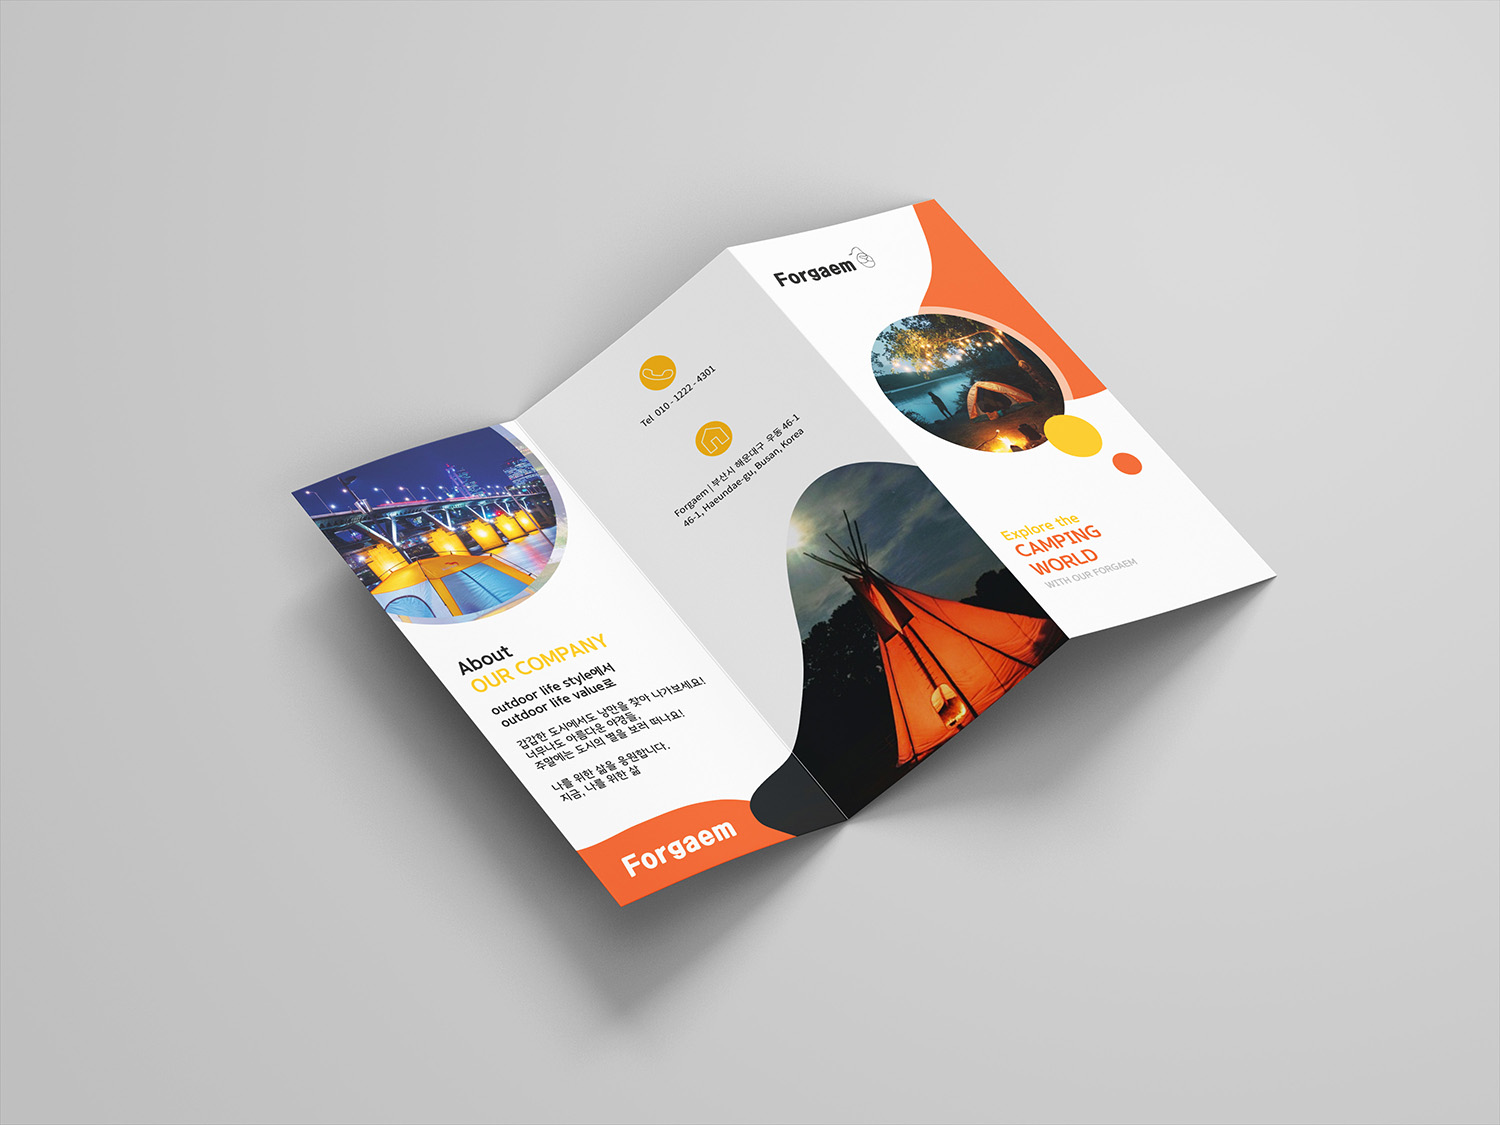 About
OUR COMPANY
outdoor life style에서
outdoor life value로
갑갑한 도시에서도 낭만을 찾아 나가보세요!
너무나도 아름다운 야경들,
주말에는 도시의 별을 보러 떠나요!
나를 위한 삶을 응원합니다.
지금, 나를 위한 삶
Forgaem
Tel 010 - 1222 - 4301
Forgaem | 부산시 해운대구 우동 46-1
46-1, Haeundae-gu, Busan, Korea
Forgaem
Explore the
CAMPING
WORLD
WITH OUR FORGAEM